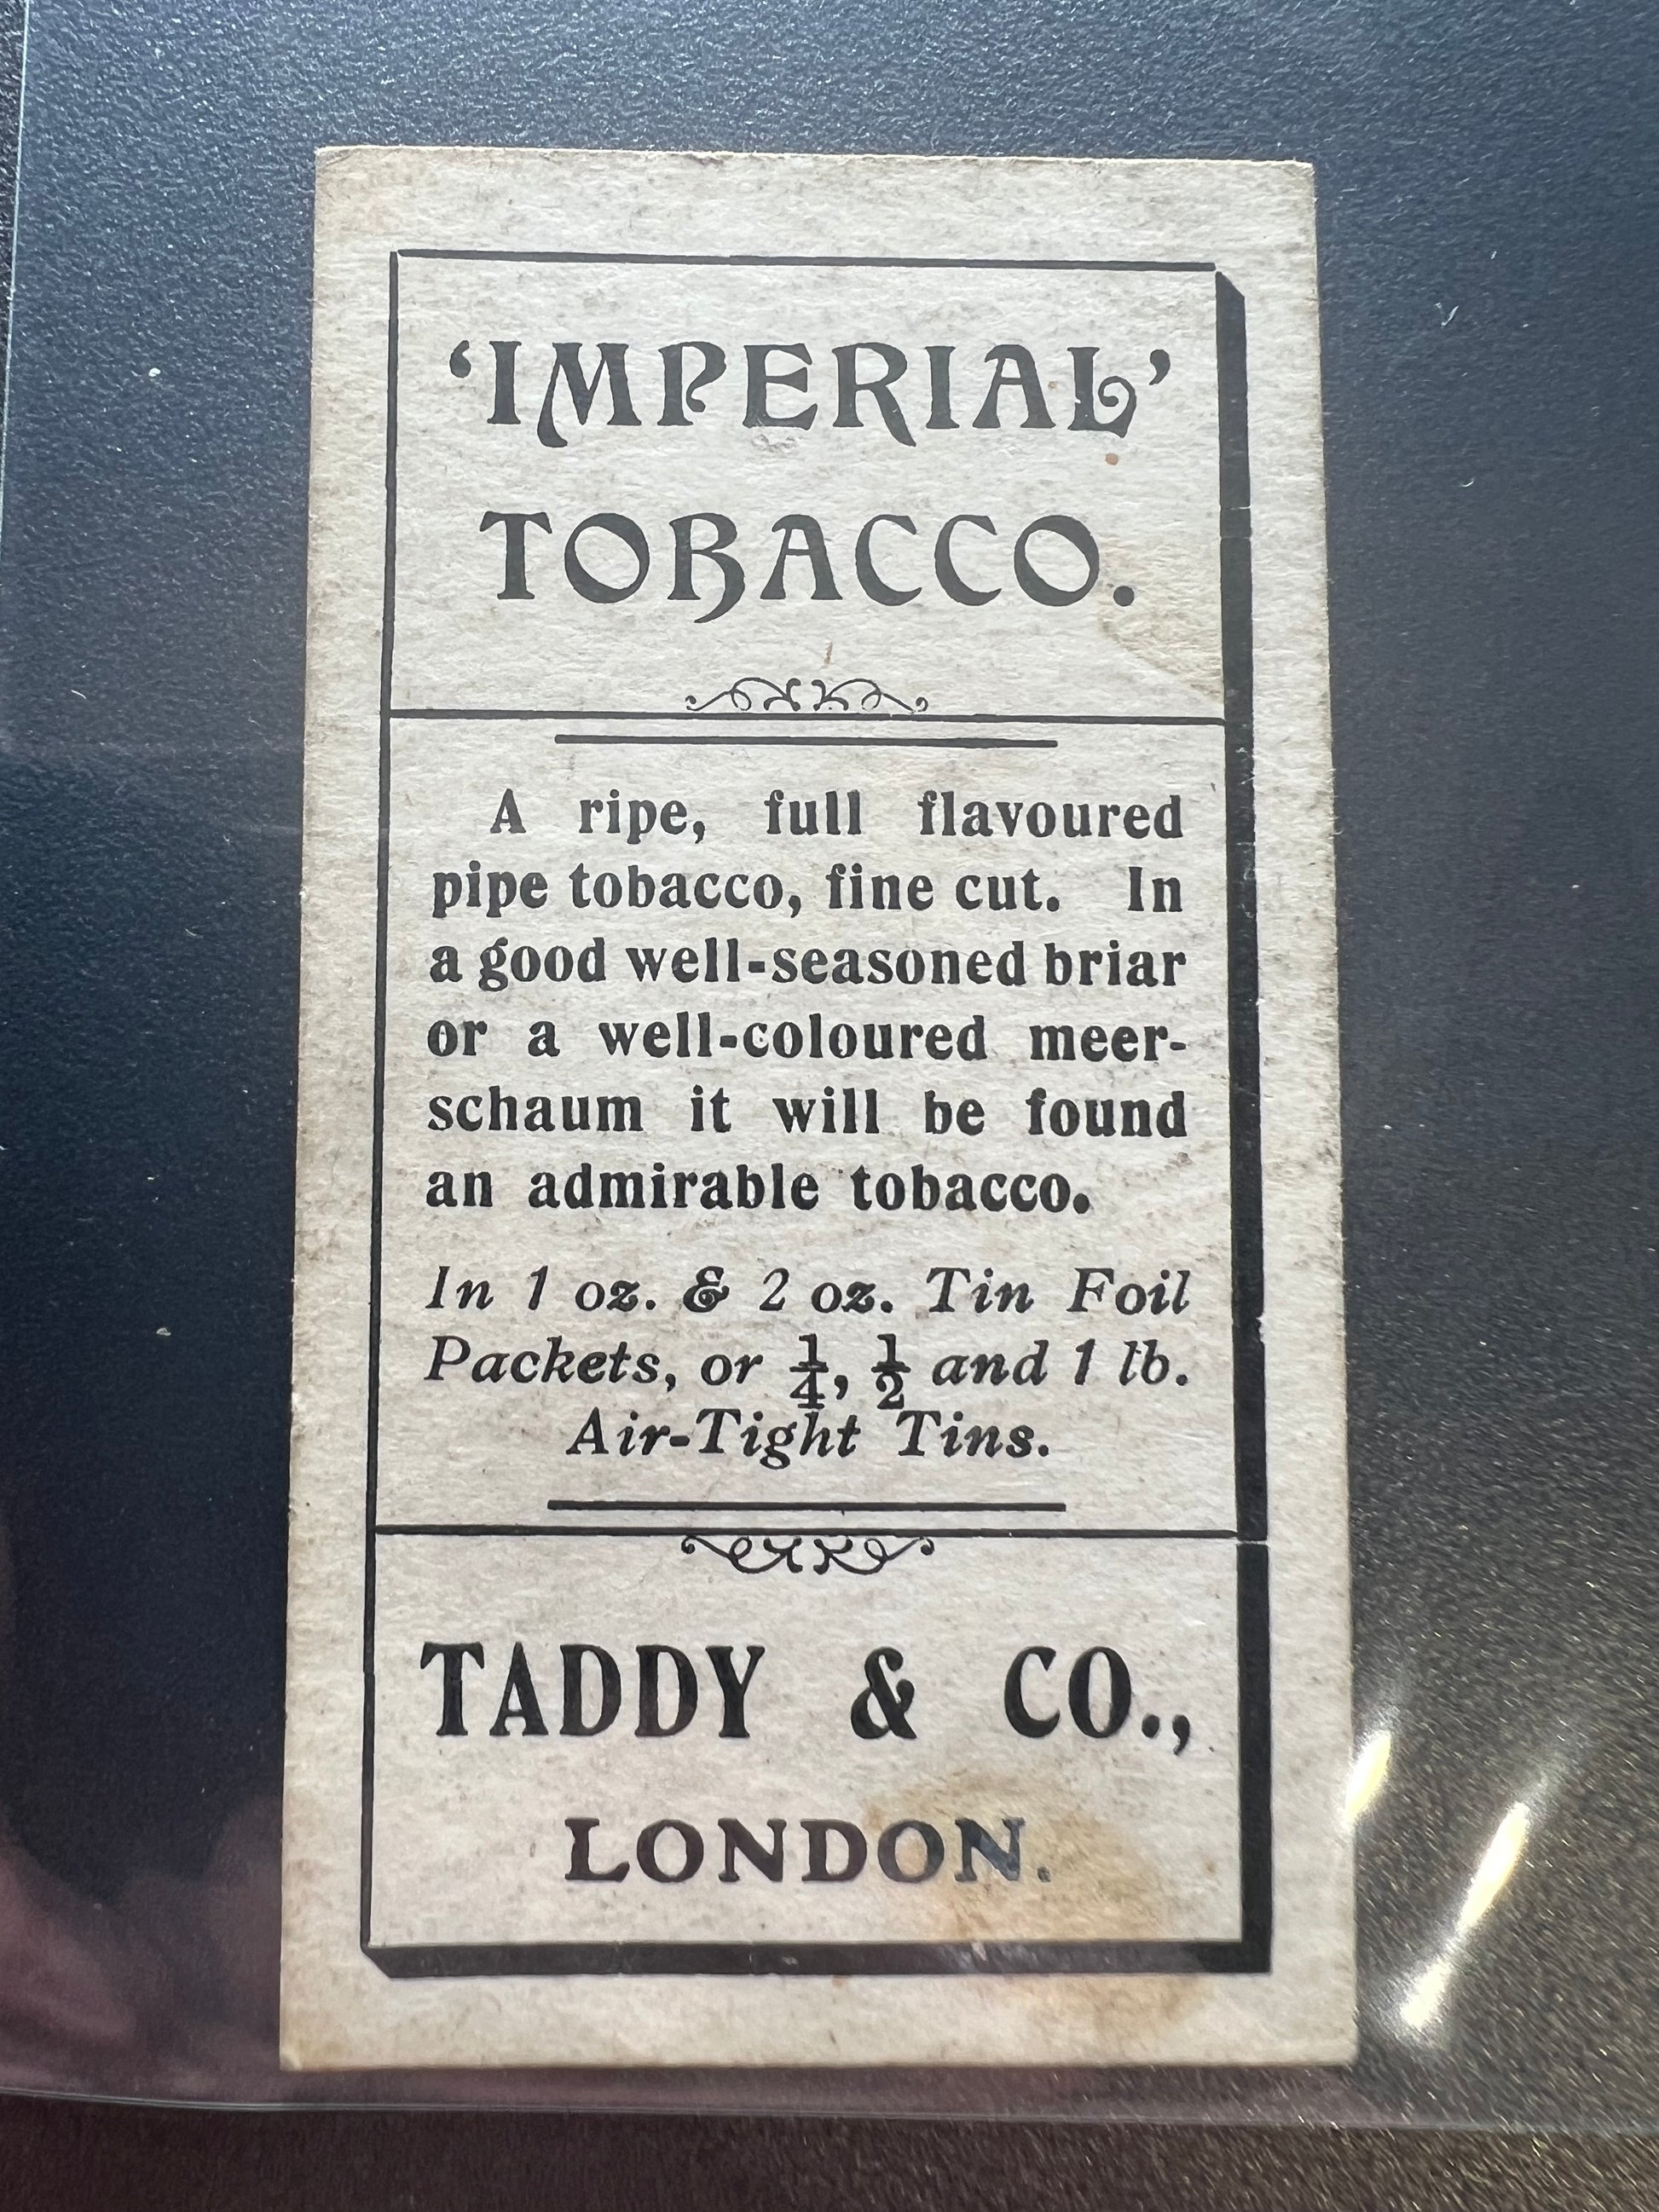 ‘IMPERIAL’
TOBACCO.
A ripe, full flavoured
pipe tobacco, fine cut. In
a good well-seasoned briar
or a well-coloured meer-
schaum it will be found
an admirable tobacco.
In 1 oz. & 2 oz. Tin Foil
Packets, or ¼, ½ and 1 lb.
Air-Tight Tins.
TADDY & CO.,
LONDON.